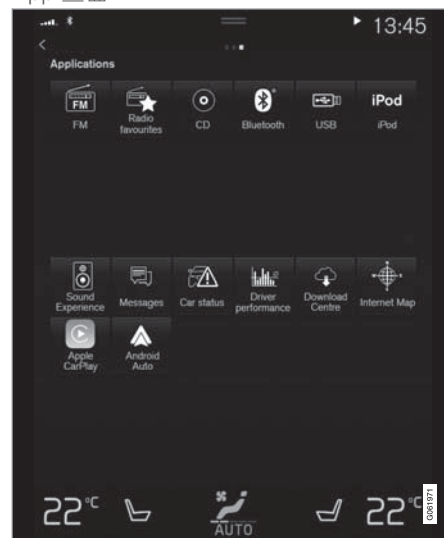 13:45
Applications
FM
FM
Radio favourites
CD
Bluetooth
USB
iPod
iPod
Sound Experience
Messages
Car status
Driver performance
Download Centre
Internet Map
Apple CarPlay
Android Auto
22°C
AUTO
22°C
G061971